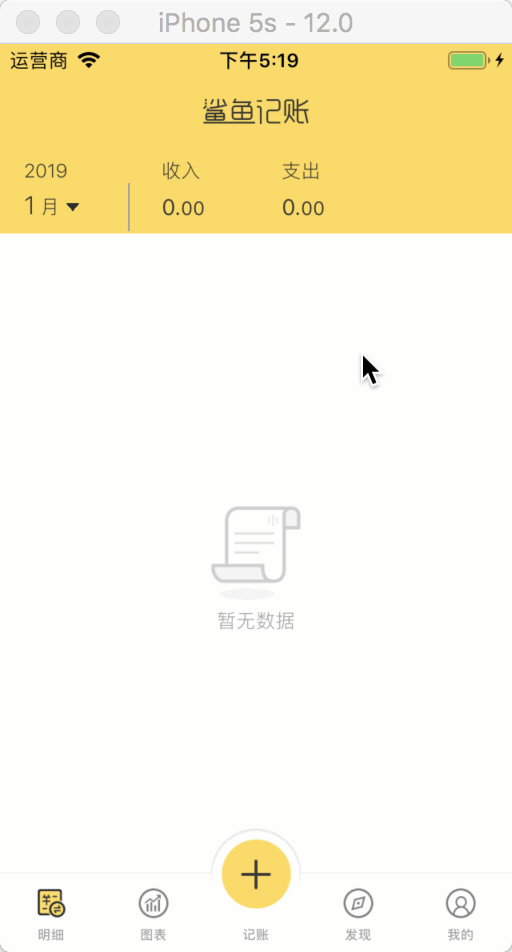 iPhone 5s - 12.0
运营商 下午5:19
鲨鱼记账
2019 收入 支出
1 月 0.00 0.00
暂无数据
明细 图表 记账 发现 我的